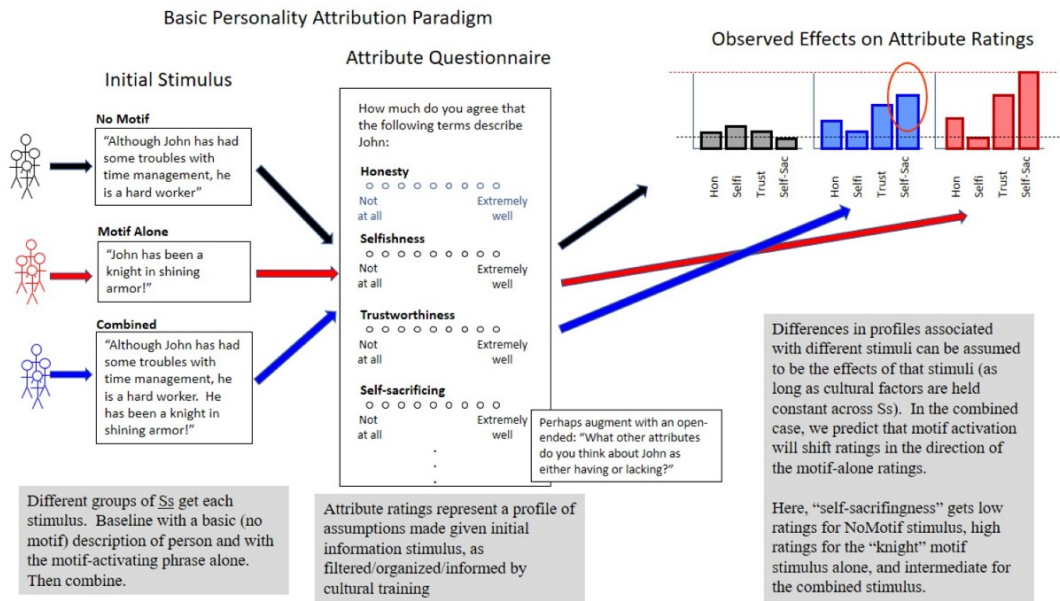 Basic Personality Attribution Paradigm
Initial Stimulus
No Motif
“Although John has had
some troubles with
time management, he
is a hard worker”
Motif Alone
“John has been a
knight in shining
armor!”
Combined
“Although John has had
some troubles with
time management, he
is a hard worker.  He
has been a knight in
shining armor!”
Different groups of Ss get each
stimulus.  Baseline with a basic (no
motif) description of person and with
the motif-activating phrase alone.
Then combine.
Attribute Questionnaire
How much do you agree that
the following terms describe
John:
Honesty
Not at all
Extremely well
Selfishness
Not at all
Extremely well
Trustworthiness
Not at all
Extremely well
Self-sacrificing
Not at all
Extremely well
.
.
.
Perhaps augment with an open-
ended: “What other attributes
do you think about John as
either having or lacking?”
Attribute ratings represent a profile of
assumptions made given initial
information stimulus, as
filtered/organized/informed by
cultural training
Observed Effects on Attribute Ratings
Hon
Selfi
Trust
Self-Sac
Hon
Selfi
Trust
Self-Sac
Hon
Selfi
Trust
Self-Sac
Differences in profiles associated
with different stimuli can be assumed
to be the effects of that stimuli (as
long as cultural factors are held
constant across Ss).  In the combined
case, we predict that motif activation
will shift ratings in the direction of
the motif-alone ratings.
Here, “self-sacrifingness” gets low
ratings for NoMotif stimulus, high
ratings for the “knight” motif
stimulus alone, and intermediate for
the combined stimulus.